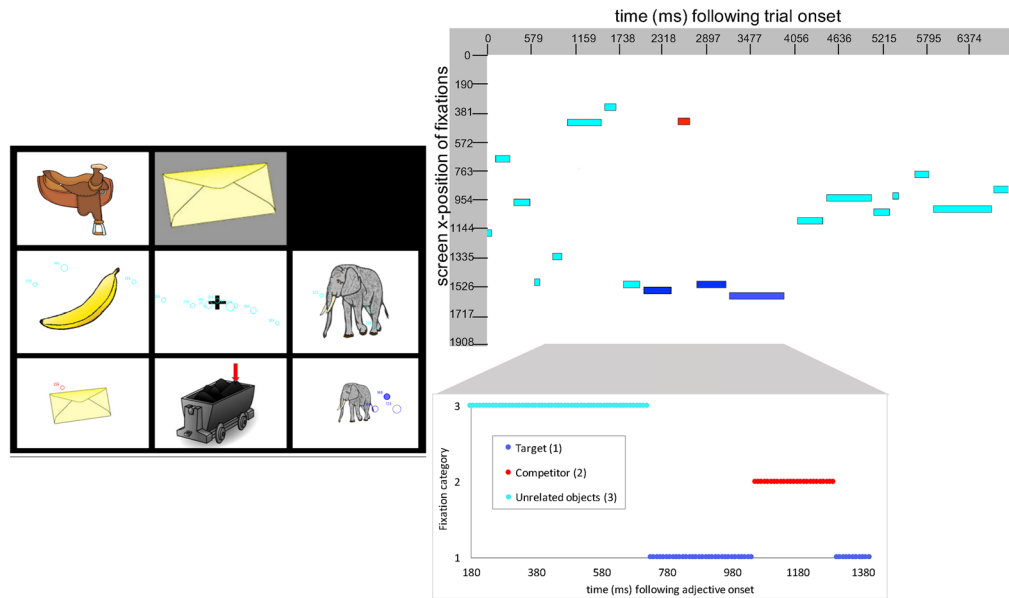 time (ms) following trial onset
0 579 1159 1738 2318 2897 3477 4056 4636 5215 5795 6374
screen x-position of fixations
0
190
381
572
763
954
1144
1335
1526
1717
1908
3
2
1
Fixation category
Target (1)
Competitor (2)
Unrelated objects (3)
180 380 580 780 980 1180 1380
time (ms) following adjective onset